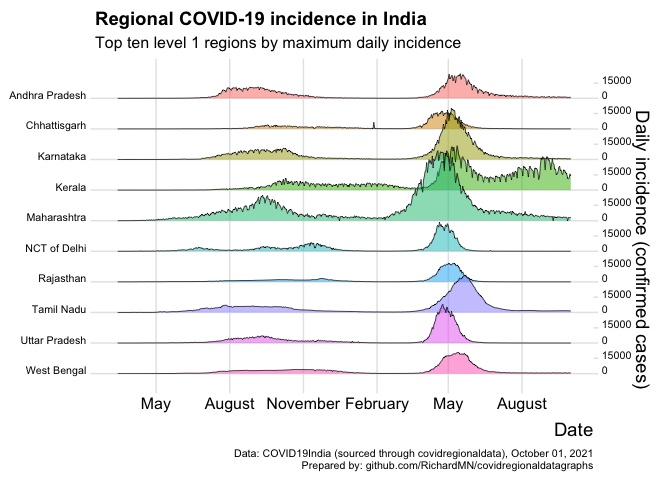 Regional COVID-19 incidence in India
Top ten level 1 regions by maximum daily incidence
Andhra Pradesh
15000
0
Chhattisgarh
15000
0
Karnataka
15000
0
Kerala
15000
0
Maharashtra
15000
0
NCT of Delhi
15000
0
Rajasthan
15000
0
Tamil Nadu
15000
0
Uttar Pradesh
15000
0
West Bengal
15000
0
Daily incidence (confirmed cases)
May August November February May August
Date
Data: COVID19India (sourced through covidregionaldata), October 01, 2021
Prepared by: github.com/RichardMN/covidregionaldatagraphs